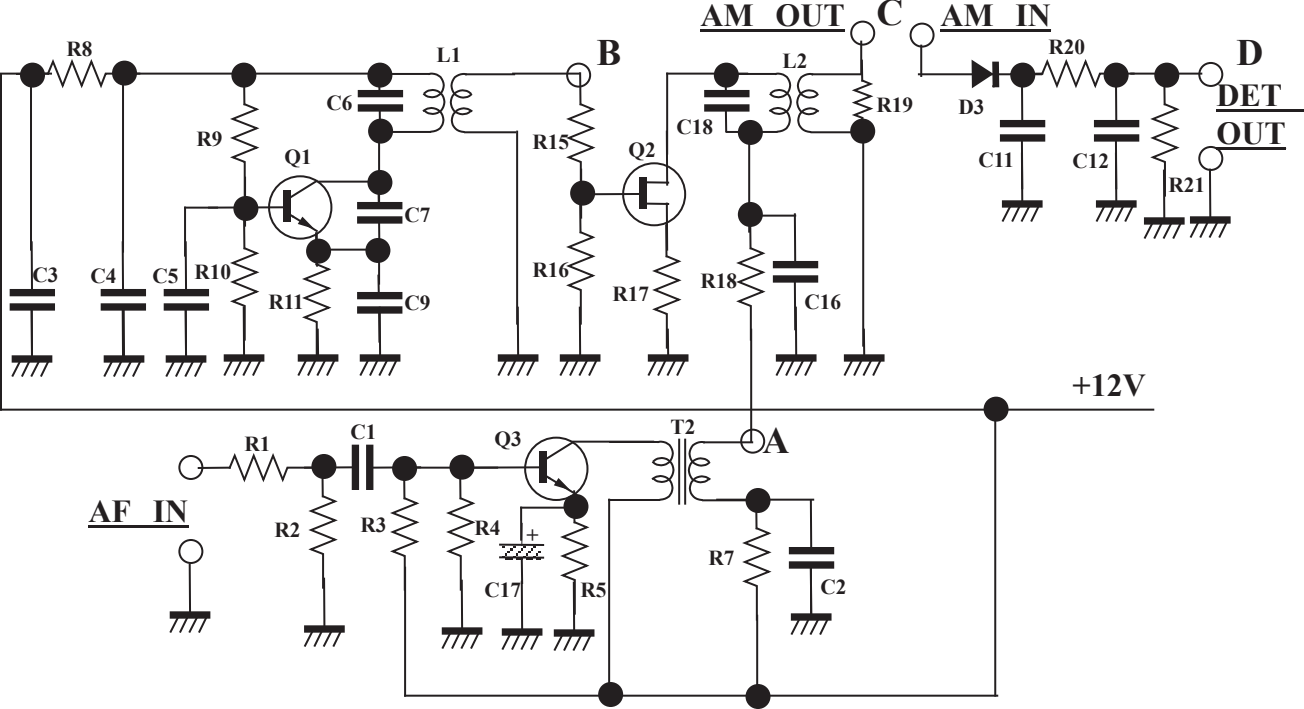 AM OUT C AM IN
R8 L1 B L2 R20 D
C6 R19 D3 DET
R9 R15 C18 OUT
Q1 Q2 C11 C12 R21
C7
C3 C4 C5 R10 R11 C9 R16 R17 R18 C16
+12V
R1 C1 Q3 T2 A
AF IN R2 R3 R4 + R7
C17 R5 C2